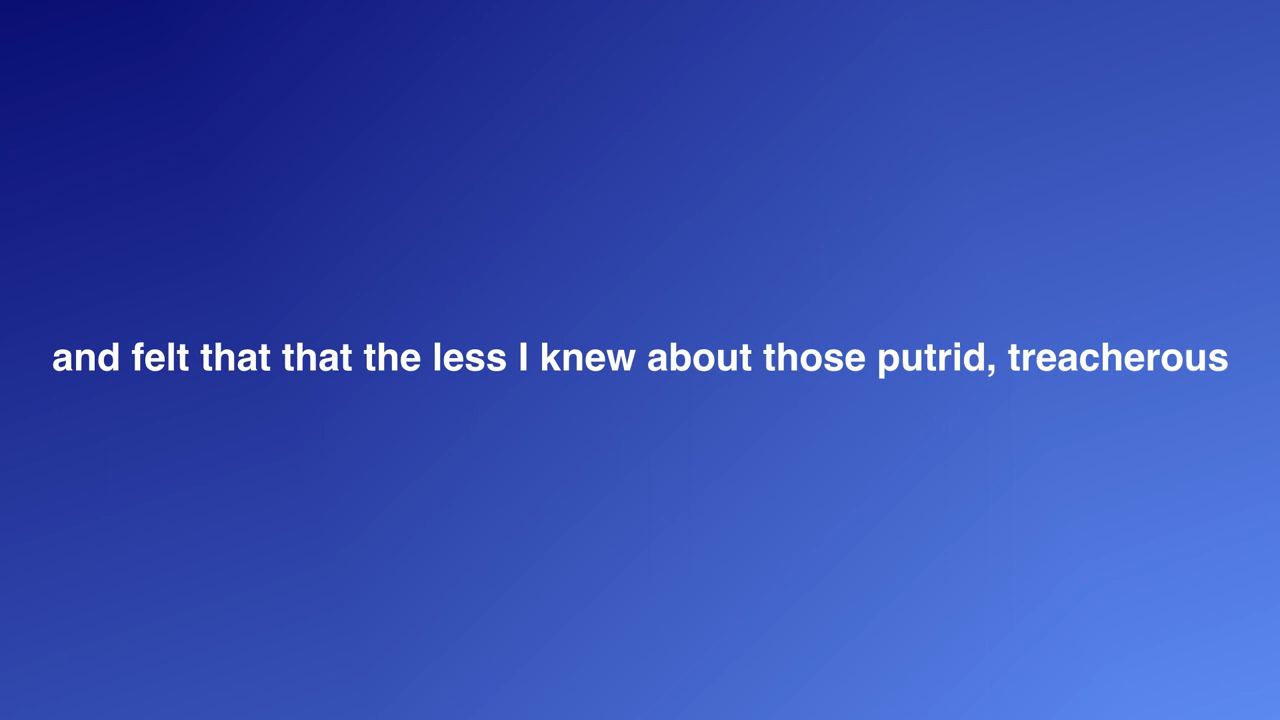 and felt that that the less I knew about those putrid, treacherous